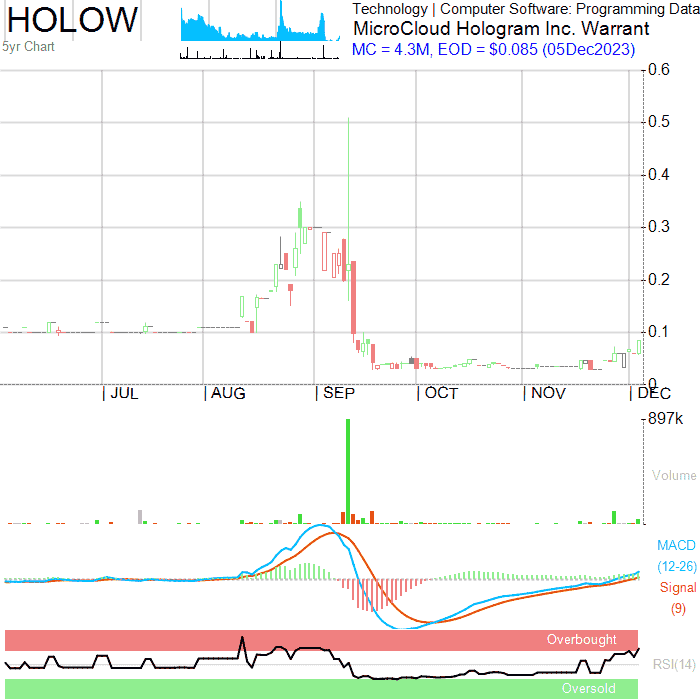 HOLOW
5yr Chart
Technology | Computer Software: Programming Data
MicroCloud Hologram Inc. Warrant
MC = 4.3M, EOD = $0.085 (05Dec2023)
0.6
0.5
0.4
0.3
0.2
0.1
0
JUL AUG SEP OCT NOV DEC
897k
Volume
MACD
(12-26)
Signal
(9)
Overbought
RSI(14)
Oversold